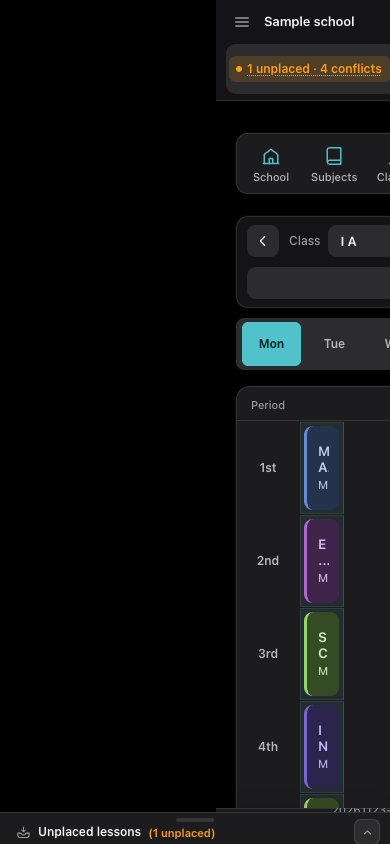 Sample school
1 unplaced · 4 conflicts
School
Subjects
Class
I A
Mon
Tue
Period
1st
M
A
M
2nd
E
...
M
3rd
S
C
M
4th
I
N
M
Unplaced lessons (1 unplaced)